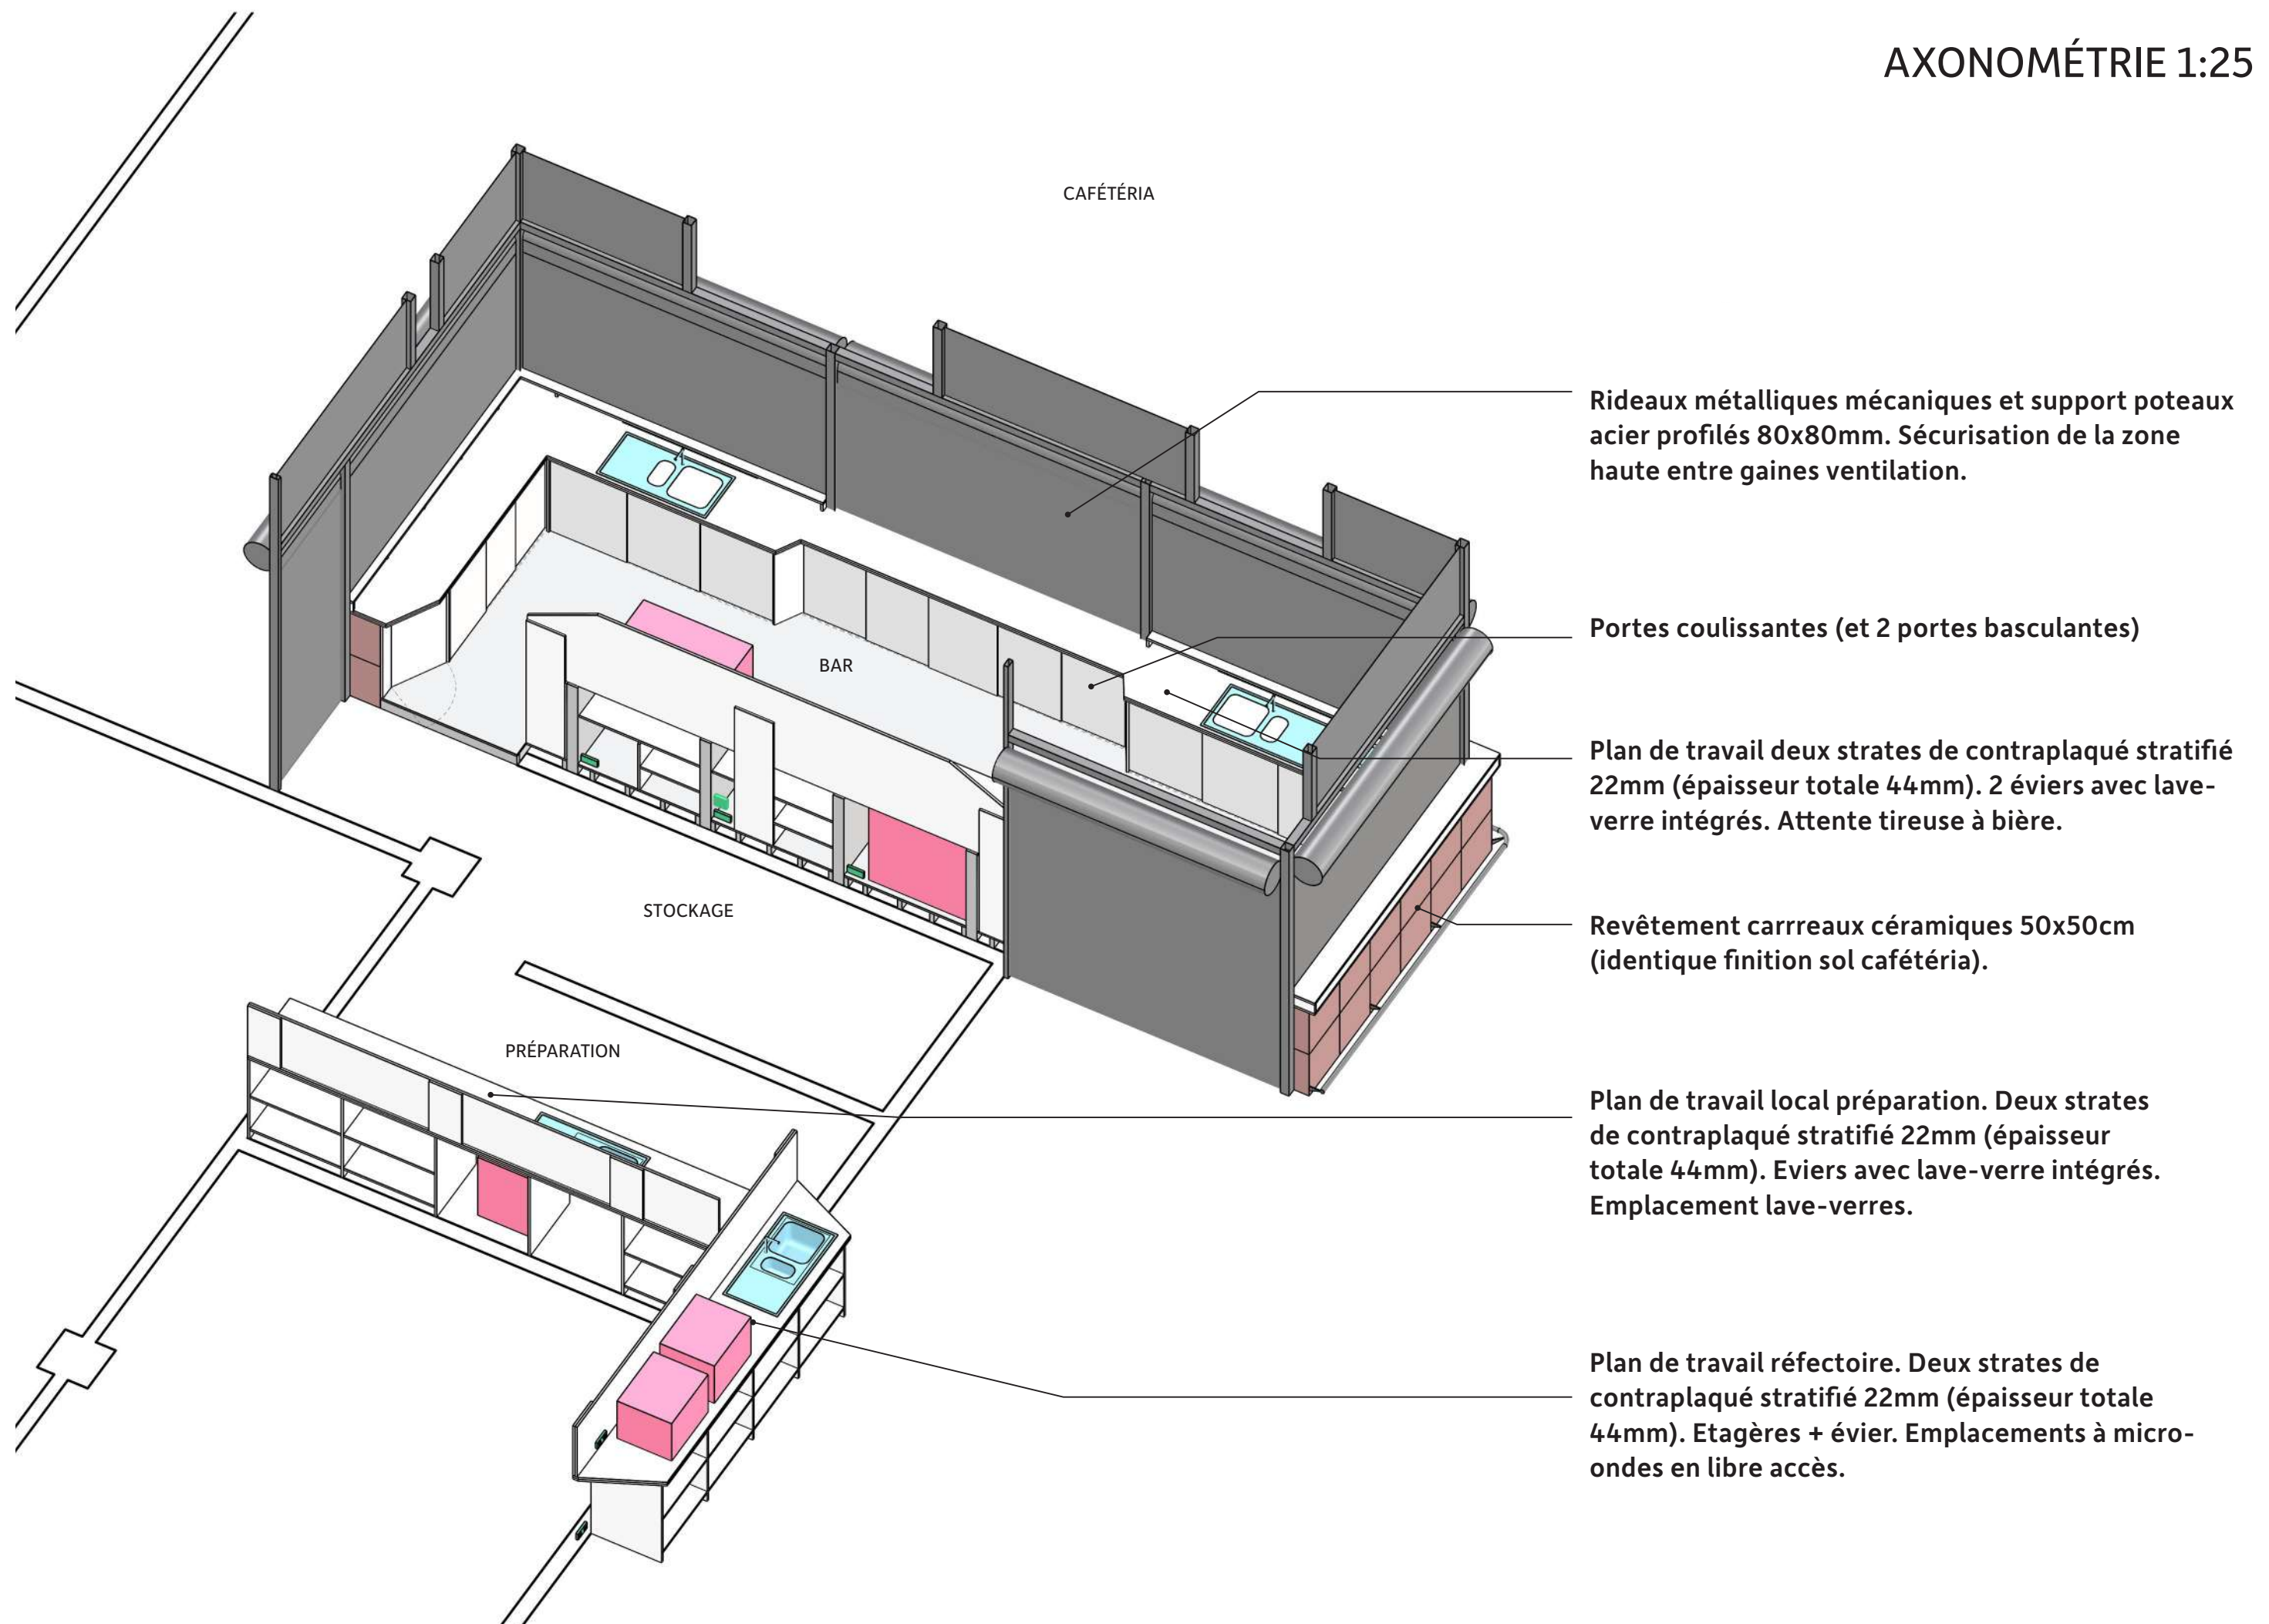 AXONOMÉTRIE 1:25
CAFÉTÉRIA
Rideaux métalliques mécaniques et support poteaux
acier profilés 80x80mm. Sécurisation de la zone
haute entre gaines ventilation.
Portes coulissantes (et 2 portes basculantes)
BAR
Plan de travail deux strates de contraplaqué stratifié
22mm (épaisseur totale 44mm). 2 éviers avec lave-
verre intégrés. Attente tireuse à bière.
STOCKAGE
Revêtement carrreaux céramiques 50x50cm
(identique finition sol cafétéria).
PRÉPARATION
Plan de travail local préparation. Deux strates
de contraplaqué stratifié 22mm (épaisseur
totale 44mm). Eviers avec lave-verre intégrés.
Emplacement lave-verres.
Plan de travail réfectoire. Deux strates de
contraplaqué stratifié 22mm (épaisseur totale
44mm). Etagères + évier. Emplacements à micro-
ondes en libre accès.